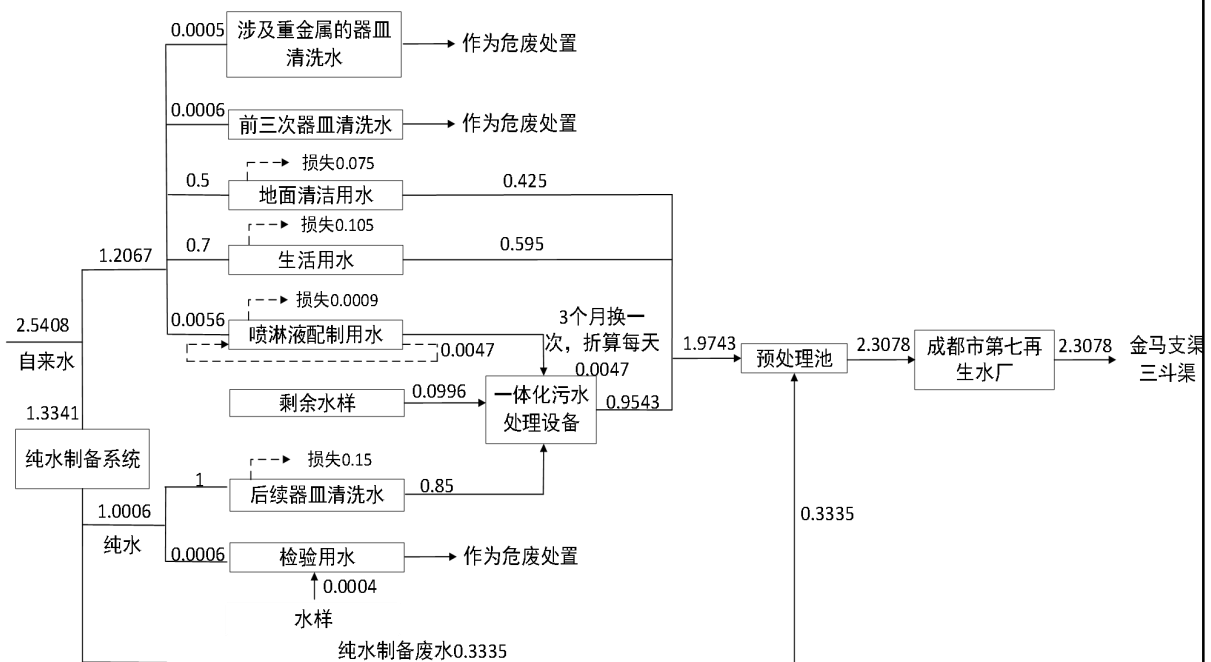 0.0005
涉及重金属的器皿
清洗水
作为危废处置
0.0006
前三次器皿清洗水
作为危废处置
损失0.075
0.5
地面清洁用水
0.425
损失0.105
0.7
生活用水
0.595
1.2067
损失0.0009
0.0056
喷淋液配制用水
0.0047
3个月换一
次，折算每天
0.0047
2.5408
自来水
1.9743
预处理池
2.3078
成都市第七再
生水厂
2.3078
金马支渠
三斗渠
剩余水样
0.0996
一体化污水
处理设备
0.9543
1.3341
纯水制备系统
损失0.15
1
后续器皿清洗水
0.85
1.0006
纯水
0.3335
0.0006
检验用水
作为危废处置
0.0004
水样
纯水制备废水0.3335